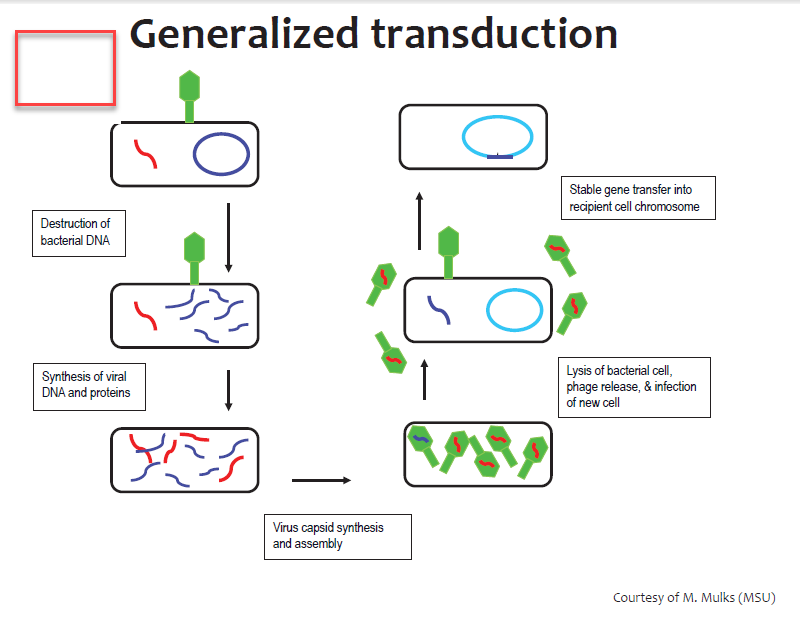 Generalized transduction
Destruction of
bacterial DNA
Synthesis of viral
DNA and proteins
Virus capsid synthesis
and assembly
Lysis of bacterial cell,
phage release, & infection
of new cell
Stable gene transfer into
recipient cell chromosome
Courtesy of M. Mulks (MSU)